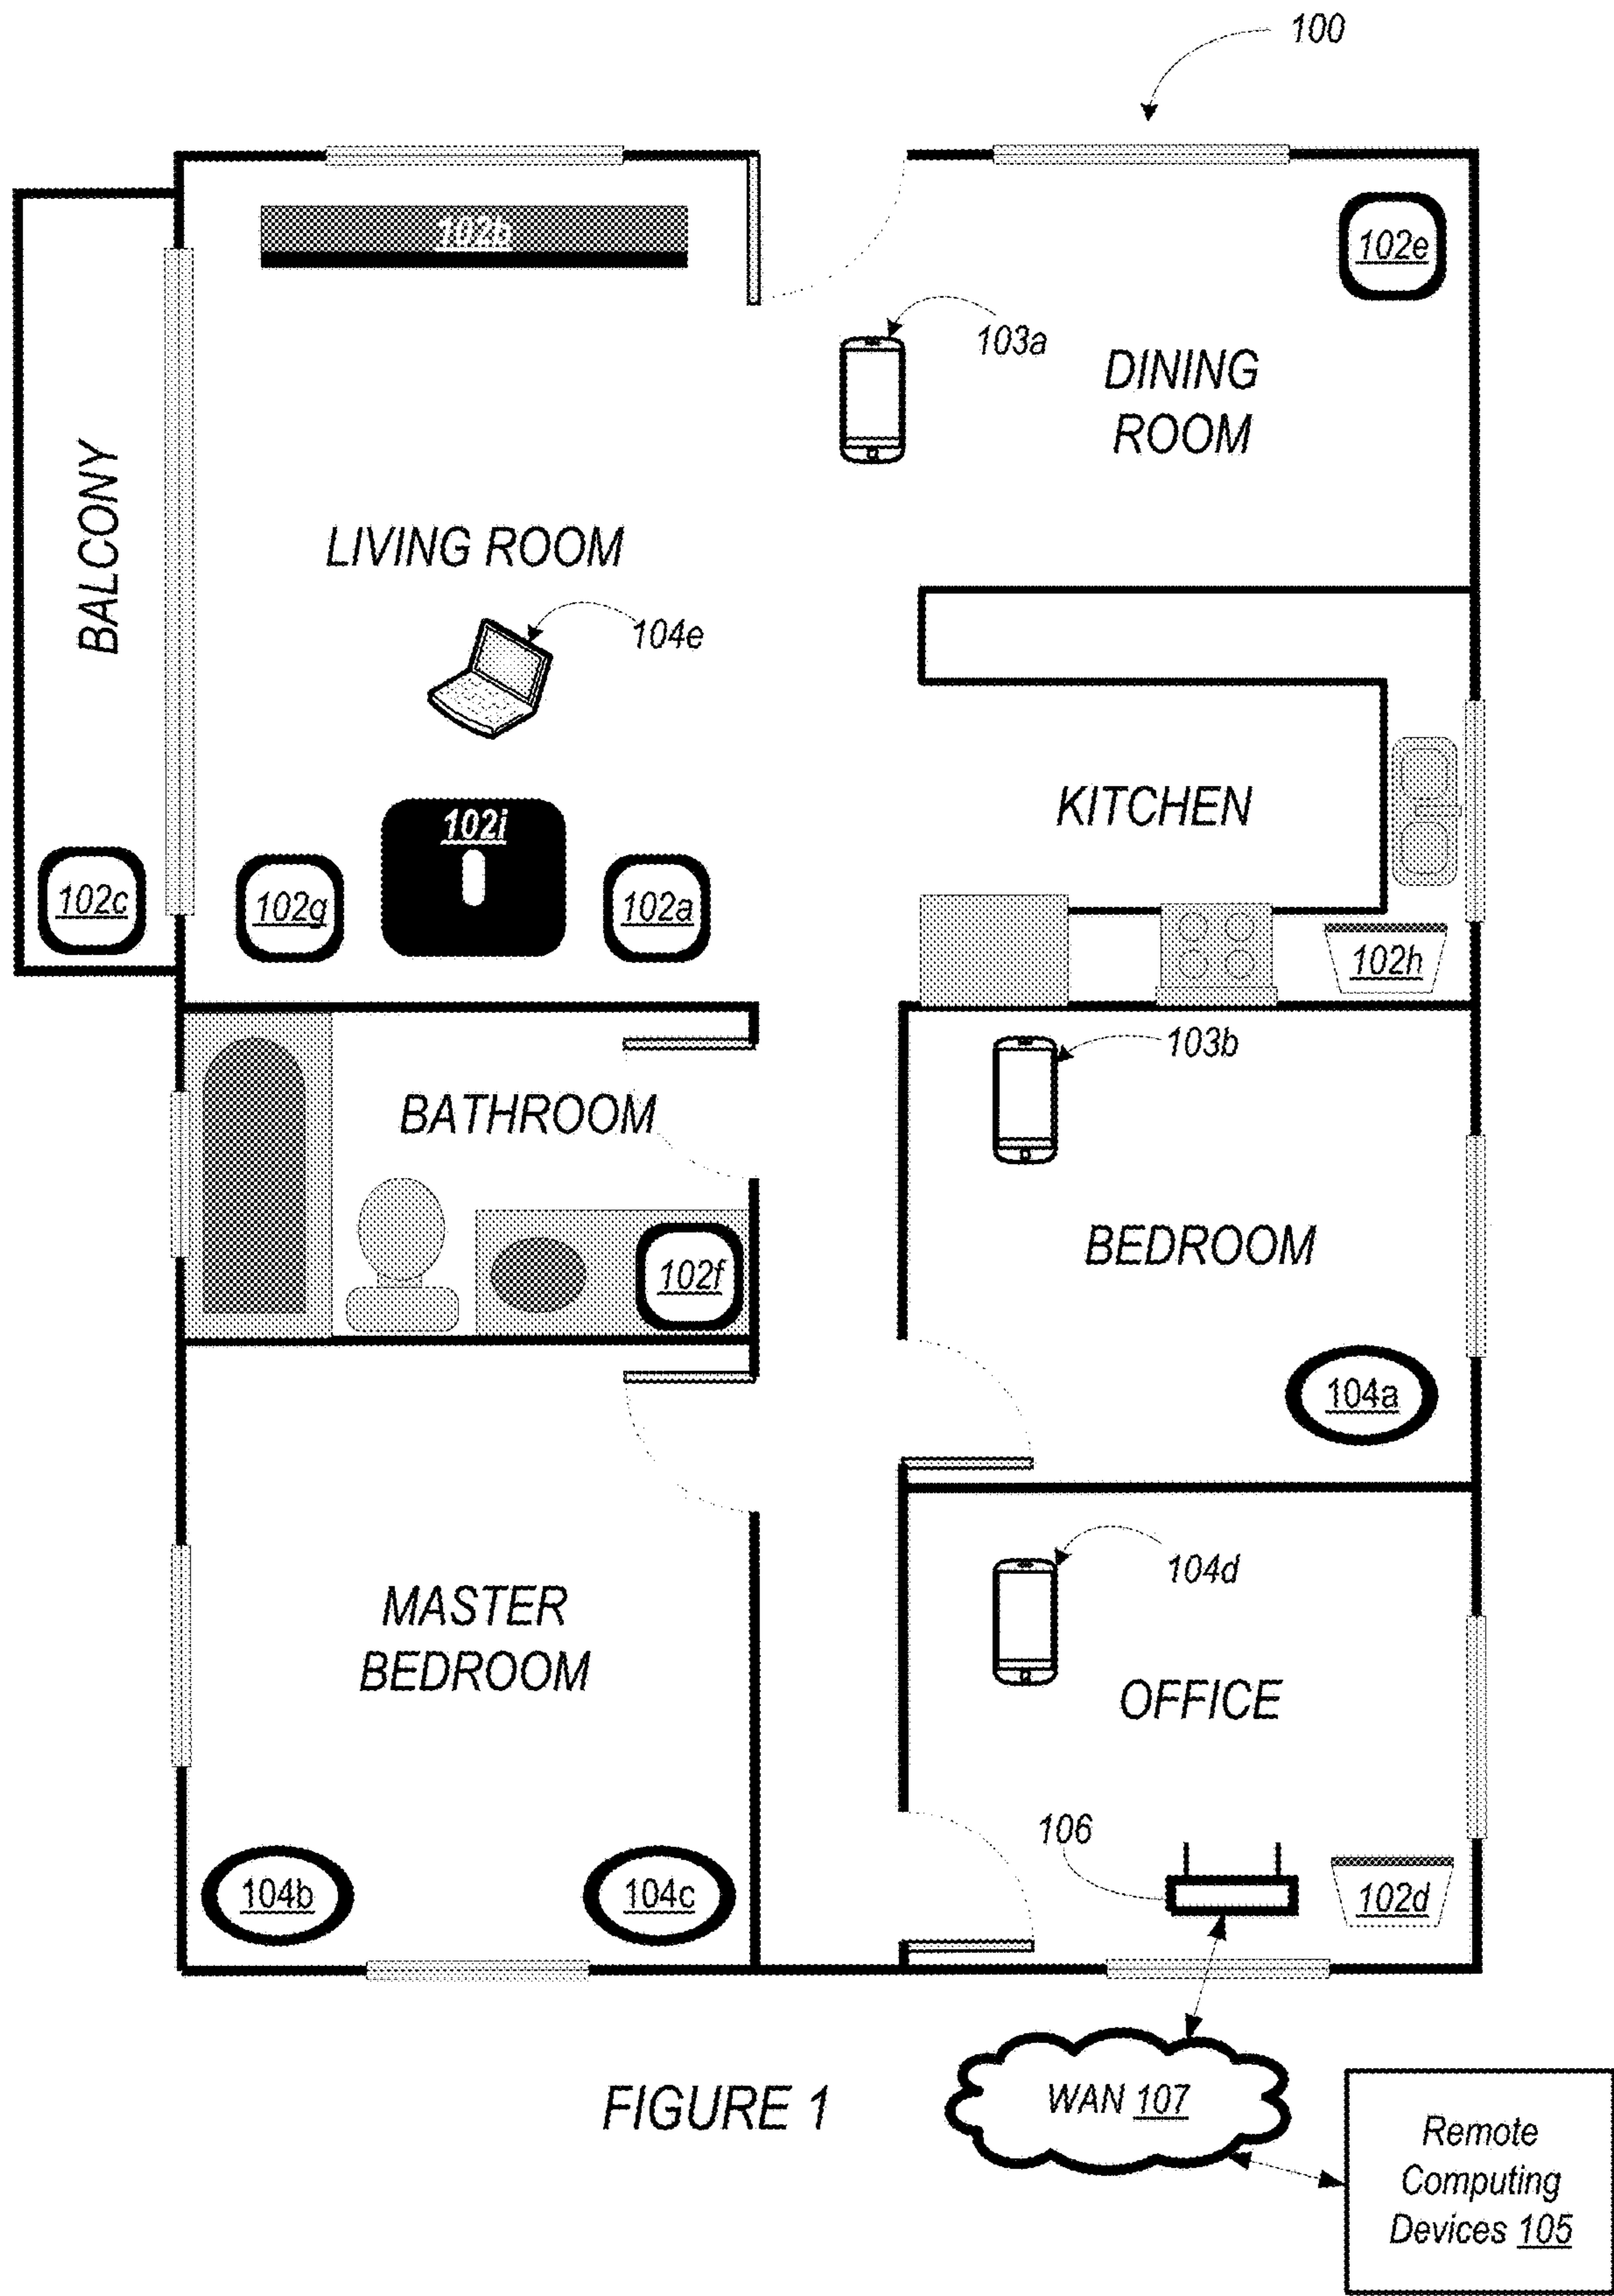 100
102b
102e
103a
DINING
ROOM
BALCONY
LIVING ROOM
104e
KITCHEN
102i
102c
102g
102a
102h
103b
BATHROOM
BEDROOM
102f
104a
104d
MASTER
BEDROOM
OFFICE
106
104b
104c
102d
FIGURE 1
WAN 107
Remote
Computing
Devices 105